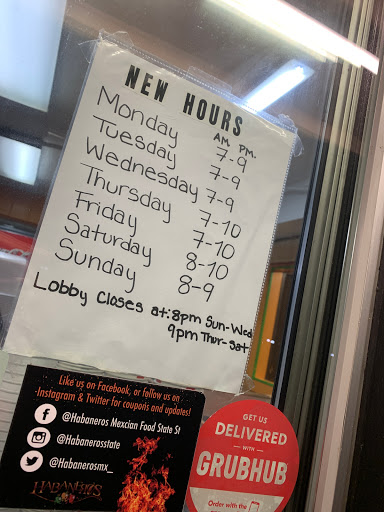 NEW HOURS
AM. PM.
Monday 7-9
Tuesday 7-9
Wednesday 7-9
Thursday 7-10
Friday 7-10
Saturday 8-10
Sunday 8-9
Lobby Closes at: 8pm Sun-Wed
9pm Thur-Sat
Like us on Facebook, or follow us on
Instagram & Twitter for coupons and updates!
@Habaneros Mexcian Food State St
@Habanerosstate
@Habanerosmx_
HABANERO'S
GET US
DELIVERED
WITH
GRUBHUB
Order with the